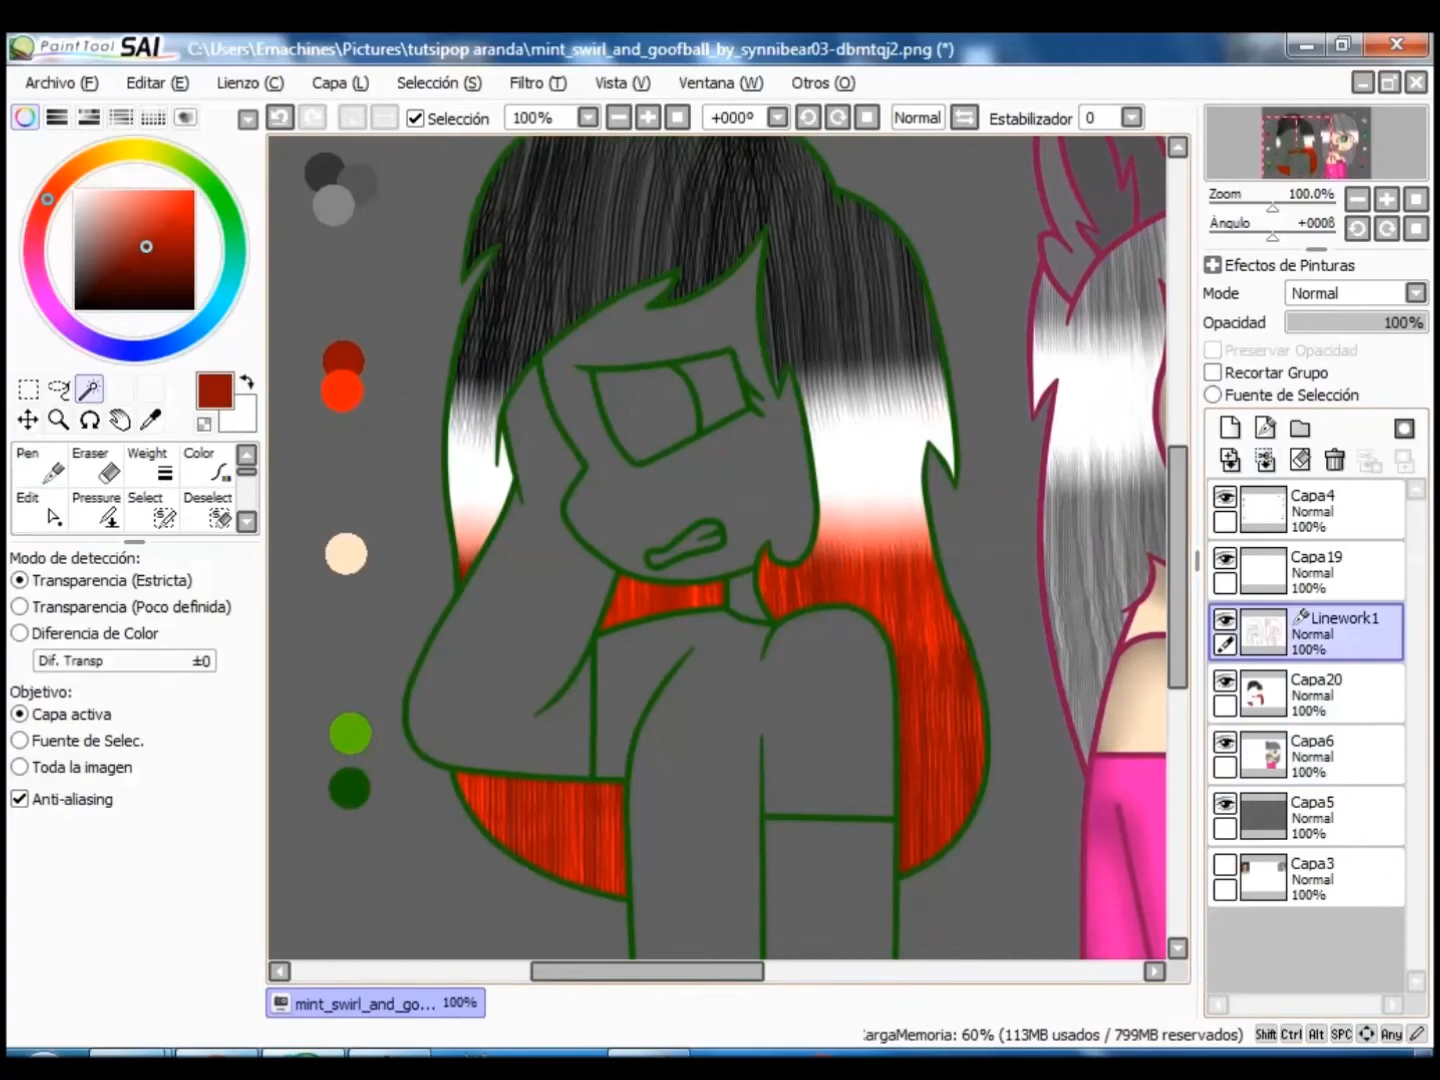 PaintTool SAI C:\Users\Emachines\Pictures\tutsipop aranda\mint_swirl_and_goofball_by_synnibear03-dbmtqj2.png (*)
Archivo (F) Editar (E) Lienzo (C) Capa (L) Selección (S) Filtro (T) Vista (V) Ventana (W) Otros (O)
Selección 100% +000º Normal Estabilizador 0
Zoom 100.0%
Ángulo +000ß
Efectos de Pinturas
Mode Normal
Opacidad 100%
Preservar Opacidad
Recortar Grupo
Fuente de Selección
Pen Eraser Weight Color
Edit Pressure Select Deselect
Modo de detección:
Transparencia (Estricta)
Transparencia (Poco definida)
Diferencia de Color
Dif. Transp ±0
Objetivo:
Capa activa
Fuente de Selec.
Toda la imagen
Anti-aliasing
Capa4
Normal
100%
Capa19
Normal
100%
Linework1
Normal
100%
Capa20
Normal
100%
Capa6
Normal
100%
Capa5
Normal
100%
Capa3
Normal
100%
mint_swirl_and_go... 100%
argaMemoria: 60% (113MB usados / 799MB reservados) Shift Ctrl Alt SPC Any